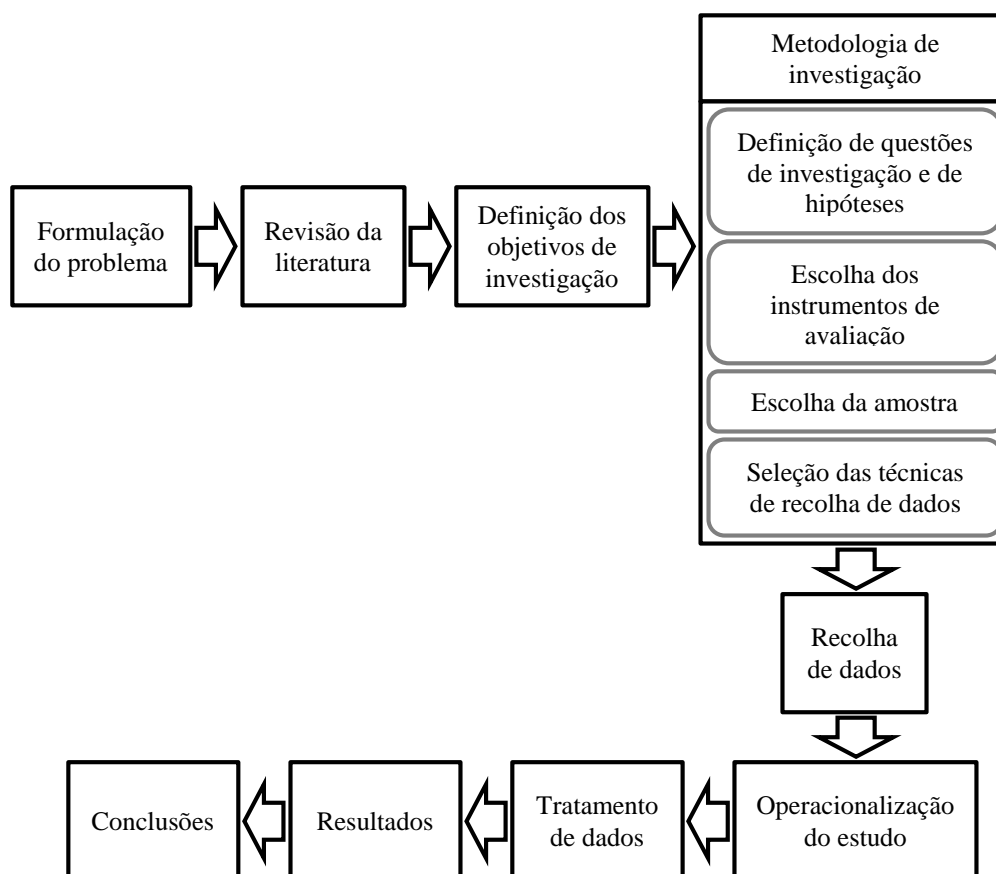 Formulação
do problema
Revisão da
literatura
Definição dos
objetivos de
investigação
Metodologia de
investigação
Definição de questões
de investigação e de
hipóteses
Escolha dos
instrumentos de
avaliação
Escolha da amostra
Seleção das técnicas
de recolha de dados
Recolha
de dados
Operacionalização
do estudo
Tratamento
de dados
Resultados
Conclusões